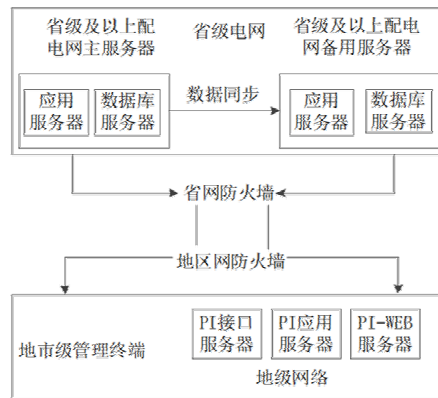 省级及以上配
电网主服务器
省级电网
省级及以上配电
网备用服务器
应用
服务器
数据库
服务器
数据同步
应用
服务器
数据库
服务器
省网防火墙
地区网防火墙
地市级管理终端
PI接口
服务器
PI应用
服务器
PI-WEB
服务器
地级网络